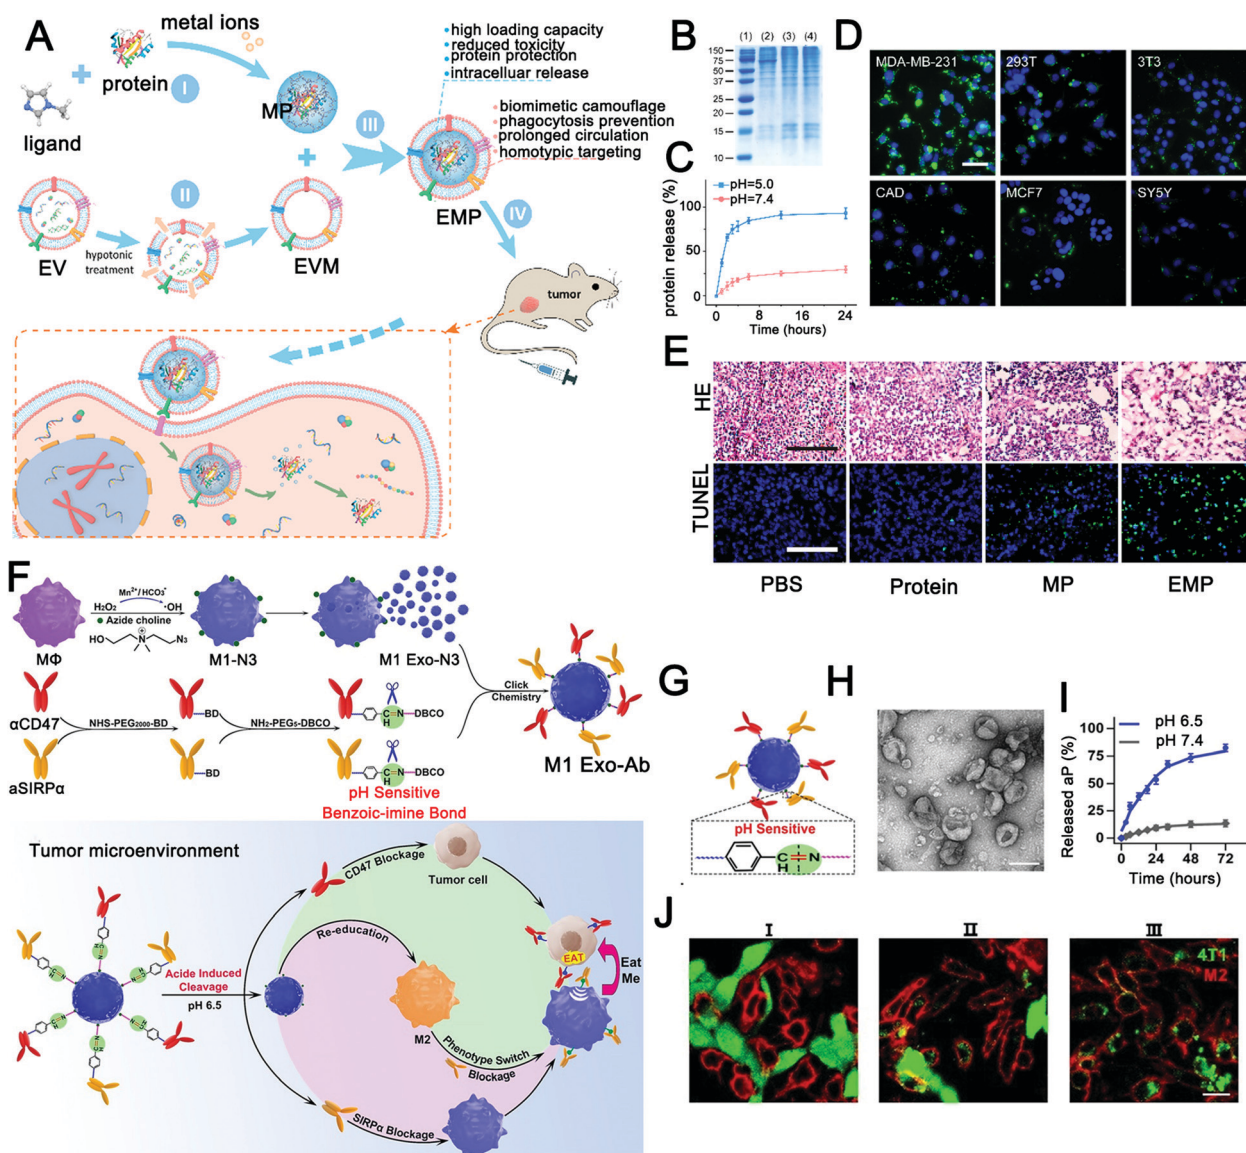 A
metal ions
protein
I
ligand
MP
• high loading capacity
• reduced toxicity
• protein protection
• intracelluar release
III
• biomimetic camouflage
• phagocytosis prevention
• prolonged circulation
• homotypic targeting
EMP
II
EV
hypotonic
treatment
EVM
IV
tumor
B
(1) (2) (3) (4)
150
75
50
37
25
20
15
10
C
protein release (%)
100
50
0
pH=5.0
pH=7.4
0 8 16 24
Time (hours)
D
MDA-MB-231
293T
3T3
CAD
MCF7
SY5Y
E
HE
TUNEL
PBS
Protein
MP
EMP
F
MΦ
Mn²⁺/HCO₃⁻
H₂O₂ ·OH
Azide choline
HO N⁺ N₃
M1-N3
M1 Exo-N3
αCD47
aSIRPα
NHS-PEG₂₀₀₀-BD
BD
BD
NH₂-PEG₅-DBCO
C=N DBCO
H
C=N DBCO
H
pH Sensitive
Benzoic-imine Bond
Click
Chemistry
M1 Exo-Ab
Tumor microenvironment
Acide Induced
Cleavage
pH 6.5
CD47 Blockage
Tumor cell
Re-education
M2
Phenotype Switch
Blockage
SIRPα Blockage
EAT
Eat
Me
G
pH Sensitive
C=N
H
H
I
Released aP (%)
100
75
50
25
0
pH 6.5
pH 7.4
0 24 48 72
Time (hours)
J
I
II
III
4T1
M2